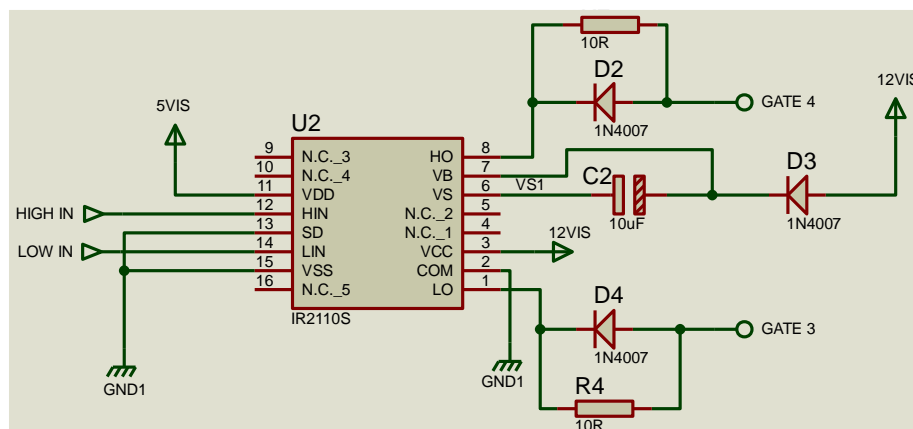 10R
D2
1N4007
GATE 4
12VIS
5VIS
U2
9 N.C._3 HO 8
10 N.C._4 VB 7
11 VDD VS 6 VS1
12 HIN N.C._2 5
13 SD N.C._1 4
14 LIN VCC 3
15 VSS COM 2
16 N.C._5 LO 1
IR2110S
HIGH IN
LOW IN
C2
10uF
D3
1N4007
12VIS
GND1
GND1
D4
1N4007
GATE 3
R4
10R